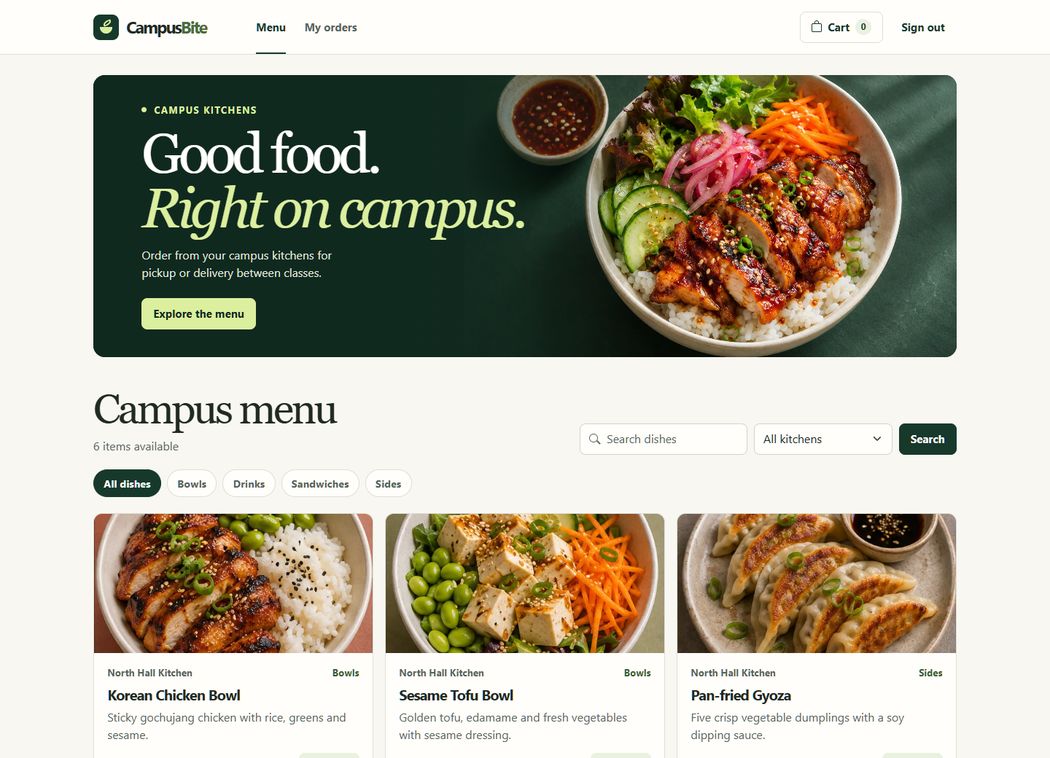 CampusBite
Menu
My orders
Cart 0
Sign out
CAMPUS KITCHENS
Good food.
Right on campus.
Order from your campus kitchens for
pickup or delivery between classes.
Explore the menu
Campus menu
6 items available
Search dishes
All kitchens
Search
All dishes
Bowls
Drinks
Sandwiches
Sides
North Hall Kitchen
Bowls
Korean Chicken Bowl
Sticky gochujang chicken with rice, greens and
sesame.
North Hall Kitchen
Bowls
Sesame Tofu Bowl
Golden tofu, edamame and fresh vegetables
with sesame dressing.
North Hall Kitchen
Sides
Pan-fried Gyoza
Five crisp vegetable dumplings with a soy
dipping sauce.